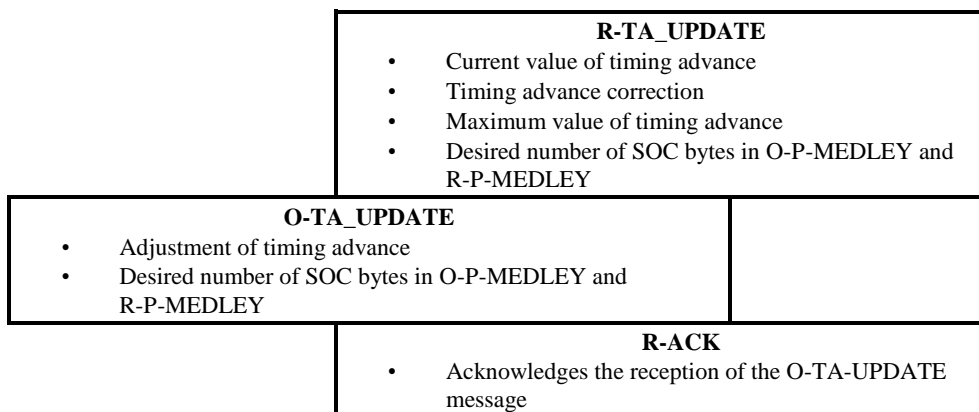 R-TA_UPDATE
• Current value of timing advance
• Timing advance correction
• Maximum value of timing advance
• Desired number of SOC bytes in O-P-MEDLEY and
R-P-MEDLEY
O-TA_UPDATE
• Adjustment of timing advance
• Desired number of SOC bytes in O-P-MEDLEY and
R-P-MEDLEY
R-ACK
• Acknowledges the reception of the O-TA-UPDATE
message